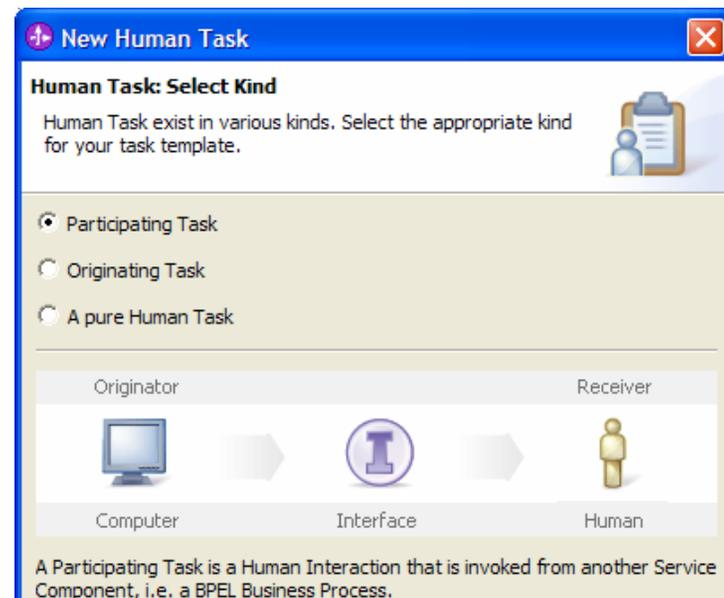 New Human Task
Human Task: Select Kind
Human Task exist in various kinds. Select the appropriate kind
for your task template.
Participating Task
Originating Task
A pure Human Task
Originator
Receiver
I
Computer
Interface
Human
A Participating Task is a Human Interaction that is invoked from another Service
Component, i.e. a BPEL Business Process.